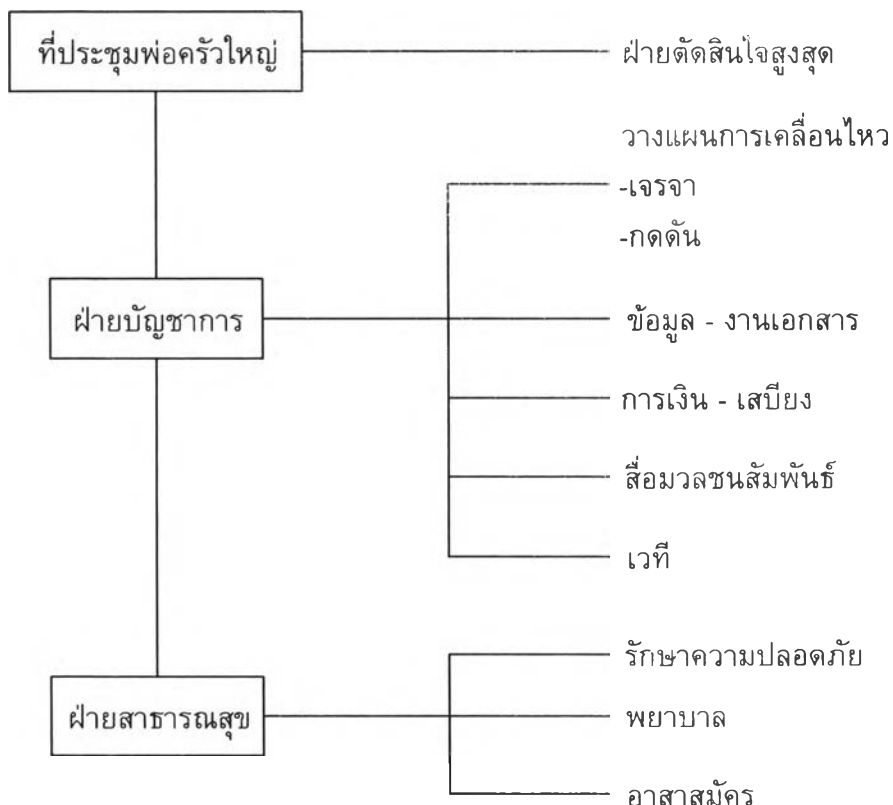 ที่ประชุมพ่อครัวใหญ่
ฝ่ายตัดสินใจสูงสุด
วางแผนการเคลื่อนไหว
-เจรจา
-กดดัน
ฝ่ายบัญชาการ
ข้อมูล - งานเอกสาร
การเงิน - เสบียง
สื่อมวลชนสัมพันธ์
เวที
รักษาความปลอดภัย
ฝ่ายสาธารณสุข
พยาบาล
อาสาสมัคร